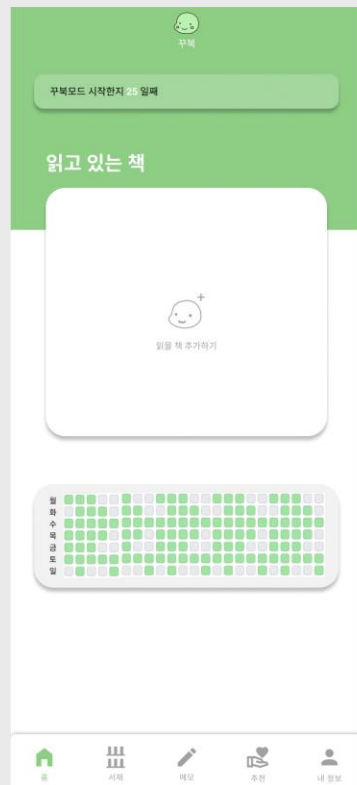 꾸북
꾸북모드 시작한지 25 일째
읽고 있는 책
읽을 책 추가하기
월
화
수
목
금
토
일
홈
서재
메모
추천
내 정보